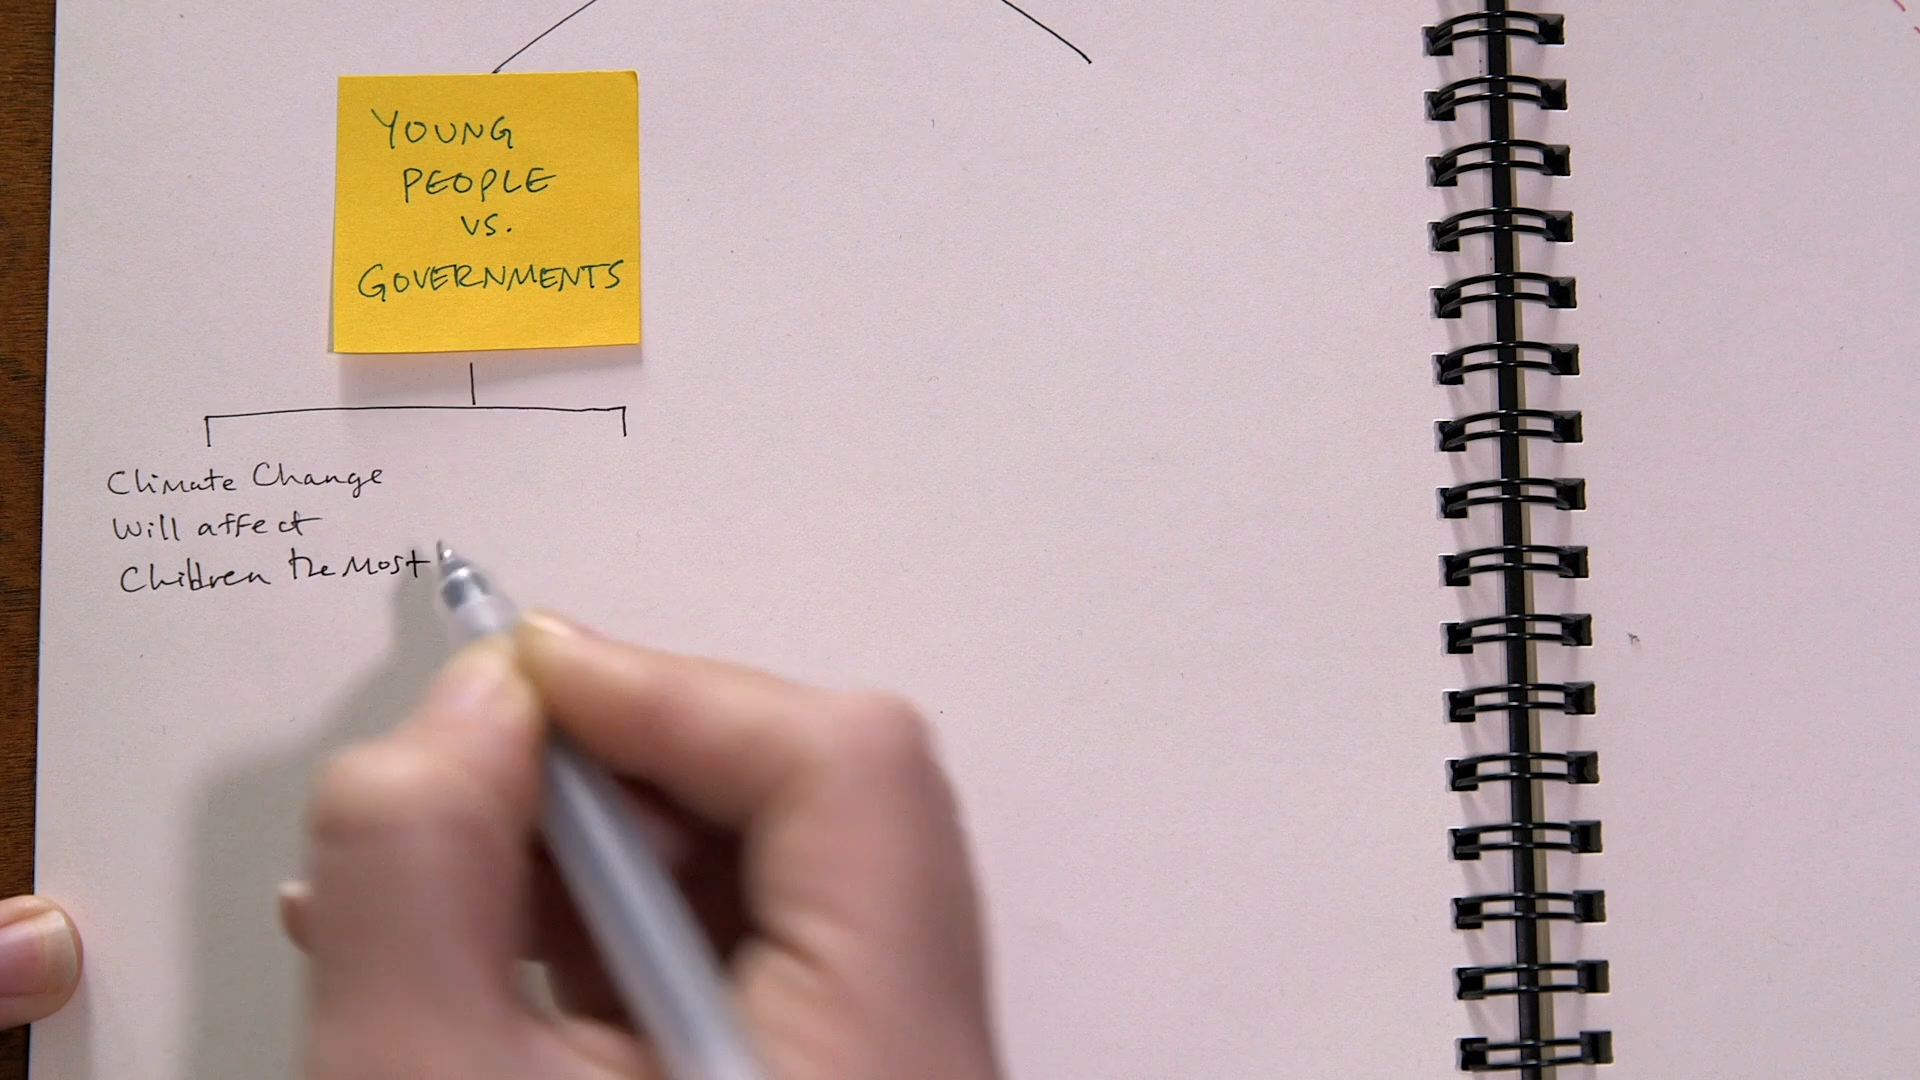 YOUNG
PEOPLE
VS.
GOVERNMENTS
Climate Change
Will affect
Children the Most